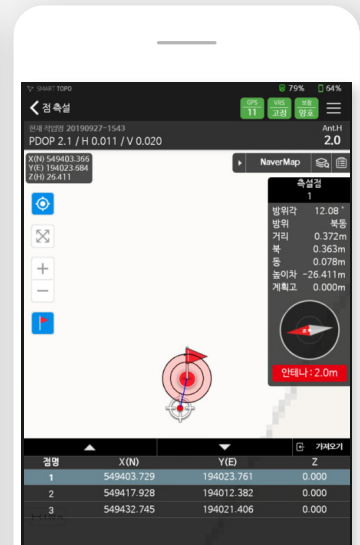 SMART TOPO 79% 64%
점 측설 GPS 11 VRS 고정 보통 양호
현재 작업명 20190927-1543 Ant.H
PDOP 2.1 / H 0.011 / V 0.020 2.0
X(N) 549403.366
Y(E) 194023.684
Z(H) 26.411
NaverMap
측설점
1
방위각 12.08 °
방위 북동
거리 0.372m
북 0.363m
동 0.078m
높이차 -26.411m
계획고 0.000m
안테나 : 2.0m
가져오기
점명 X(N) Y(E) Z
1 549403.729 194023.761 0.000
2 549417.928 194012.382 0.000
3 549432.745 194021.406 0.000